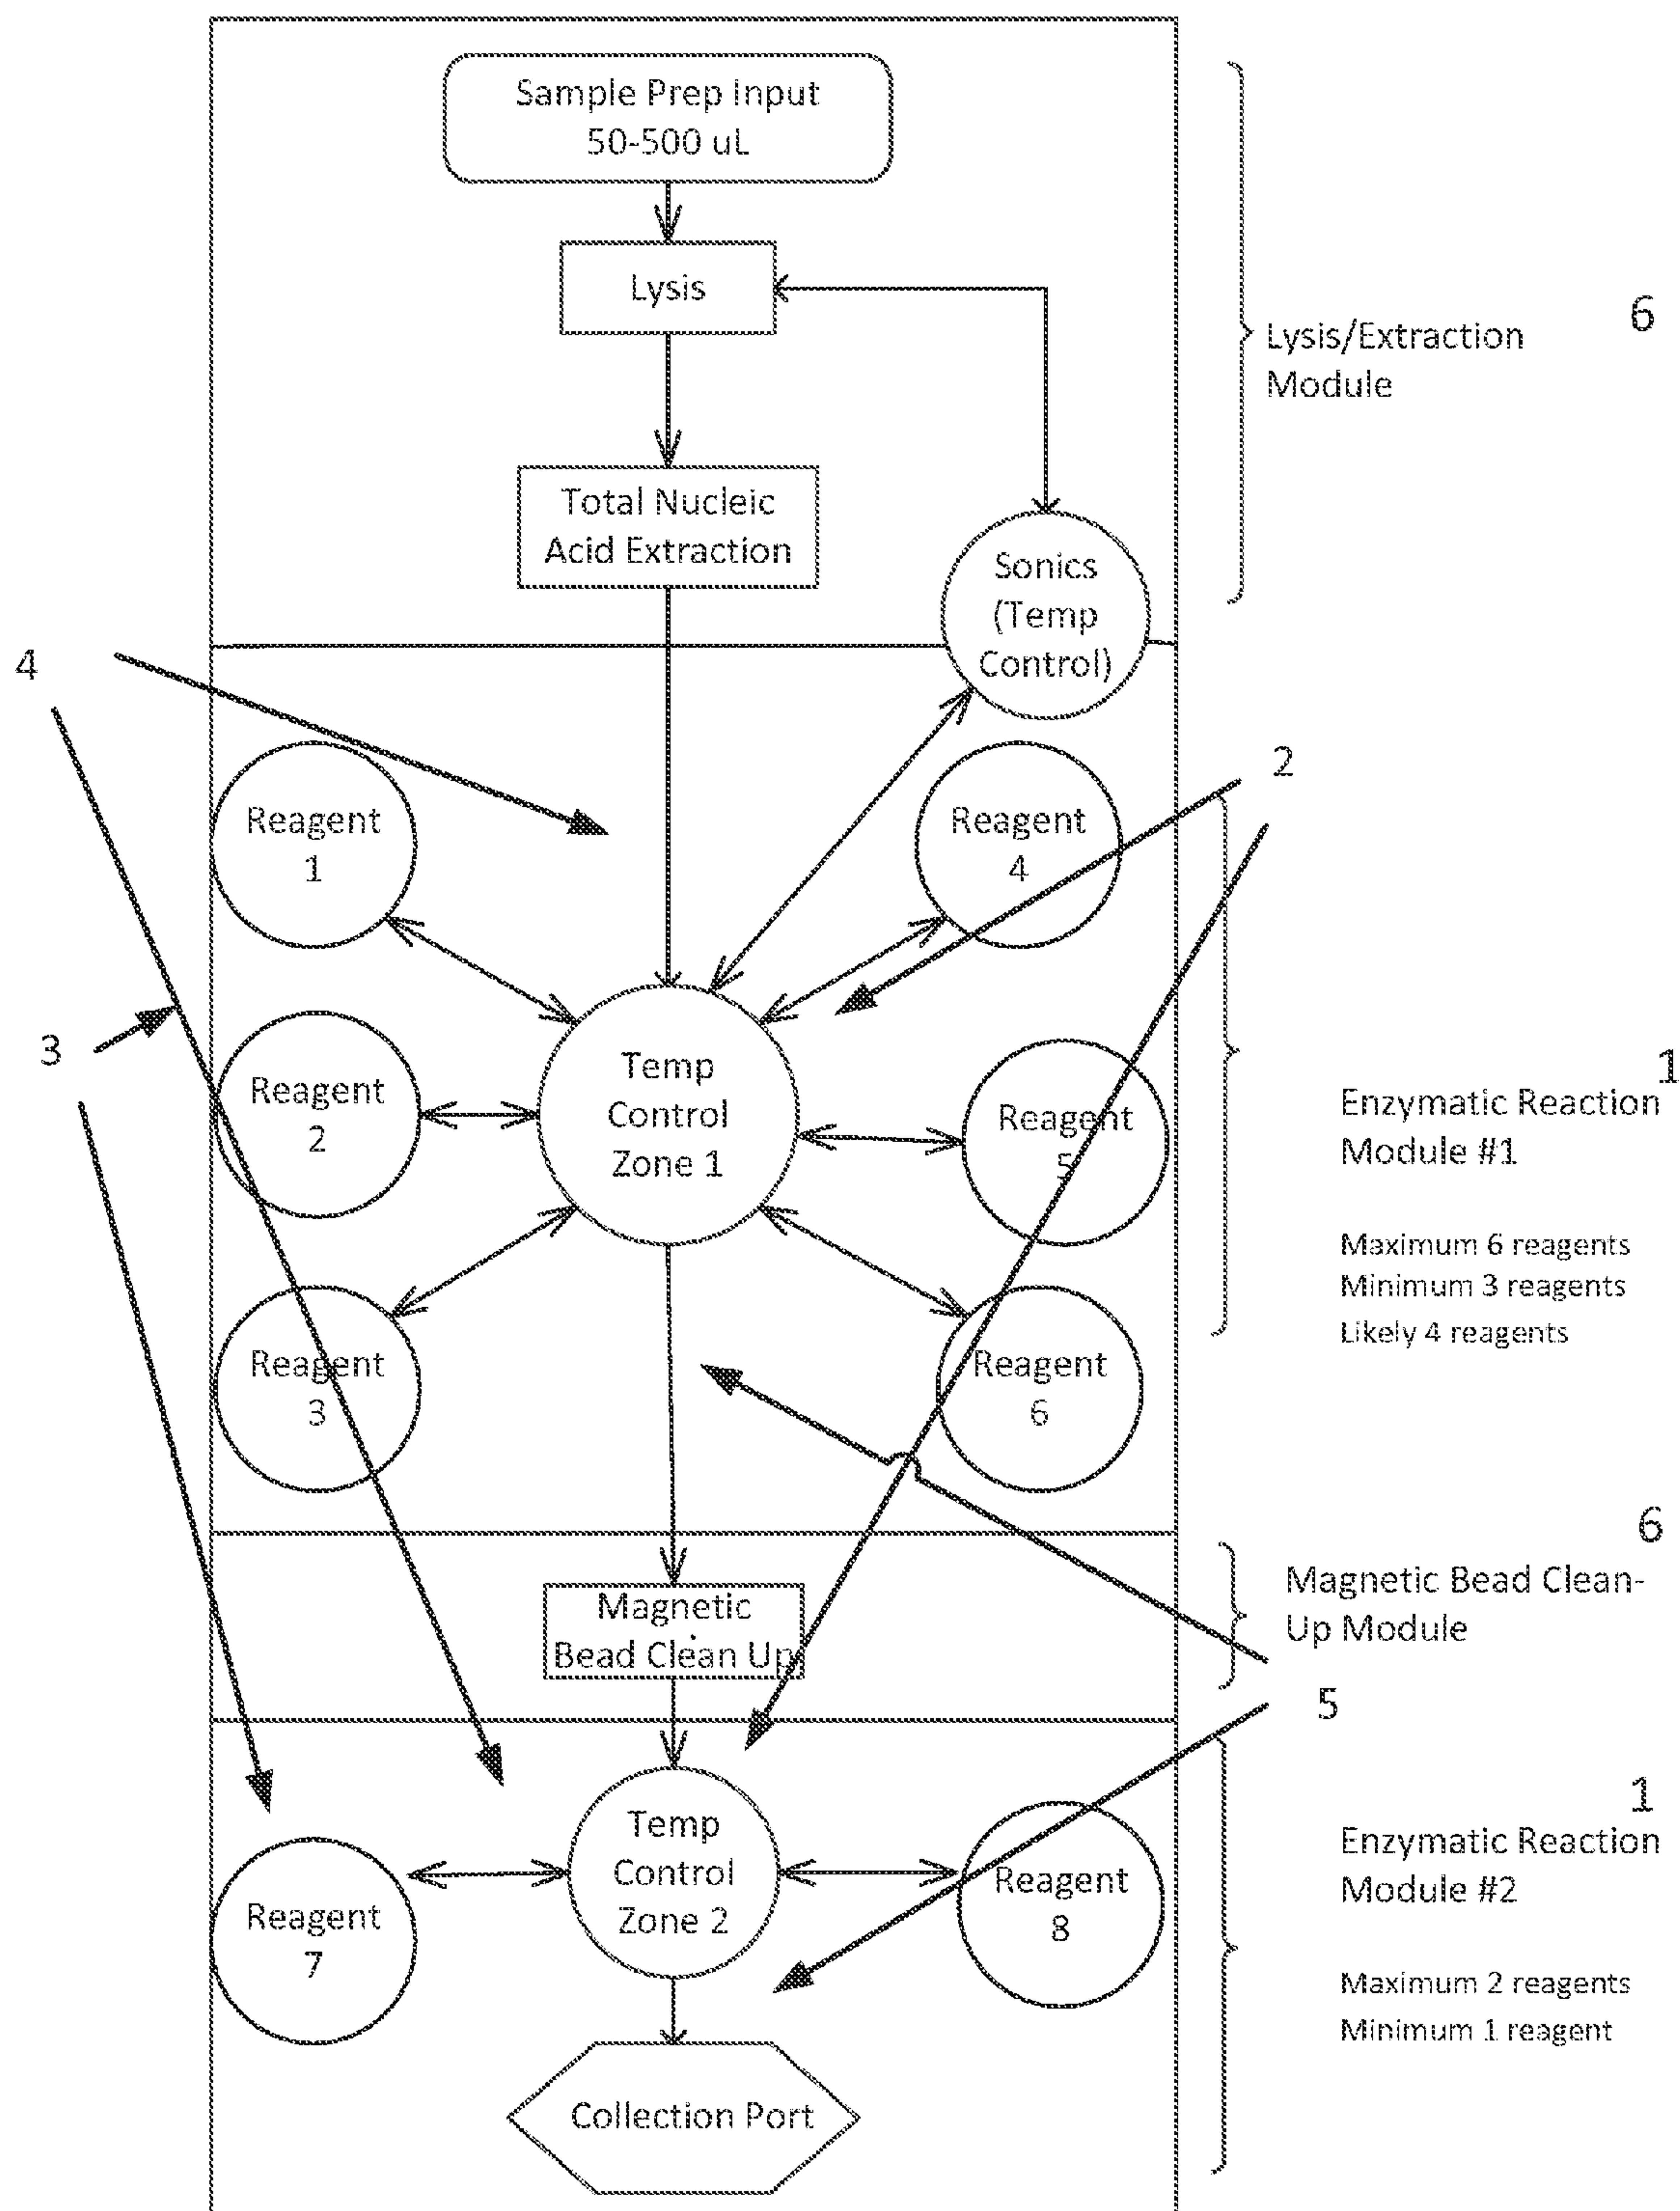 Sample Prep Input
50-500 uL
Lysis
6
Lysis/Extraction
Module
Total Nucleic
Acid Extraction
Sonics
(Temp
Control)
4
2
Reagent
1
Reagent
4
3
Temp
Control
Zone 1
Reagent
2
Reagent
5
1
Enzymatic Reaction
Module #1
Maximum 6 reagents
Minimum 3 reagents
Likely 4 reagents
Reagent
3
Reagent
6
6
Magnetic Bead Clean-
Up Module
Magnetic
Bead Clean Up
5
Temp
Control
Zone 2
Reagent
7
Reagent
8
1
Enzymatic Reaction
Module #2
Maximum 2 reagents
Minimum 1 reagent
Collection Port